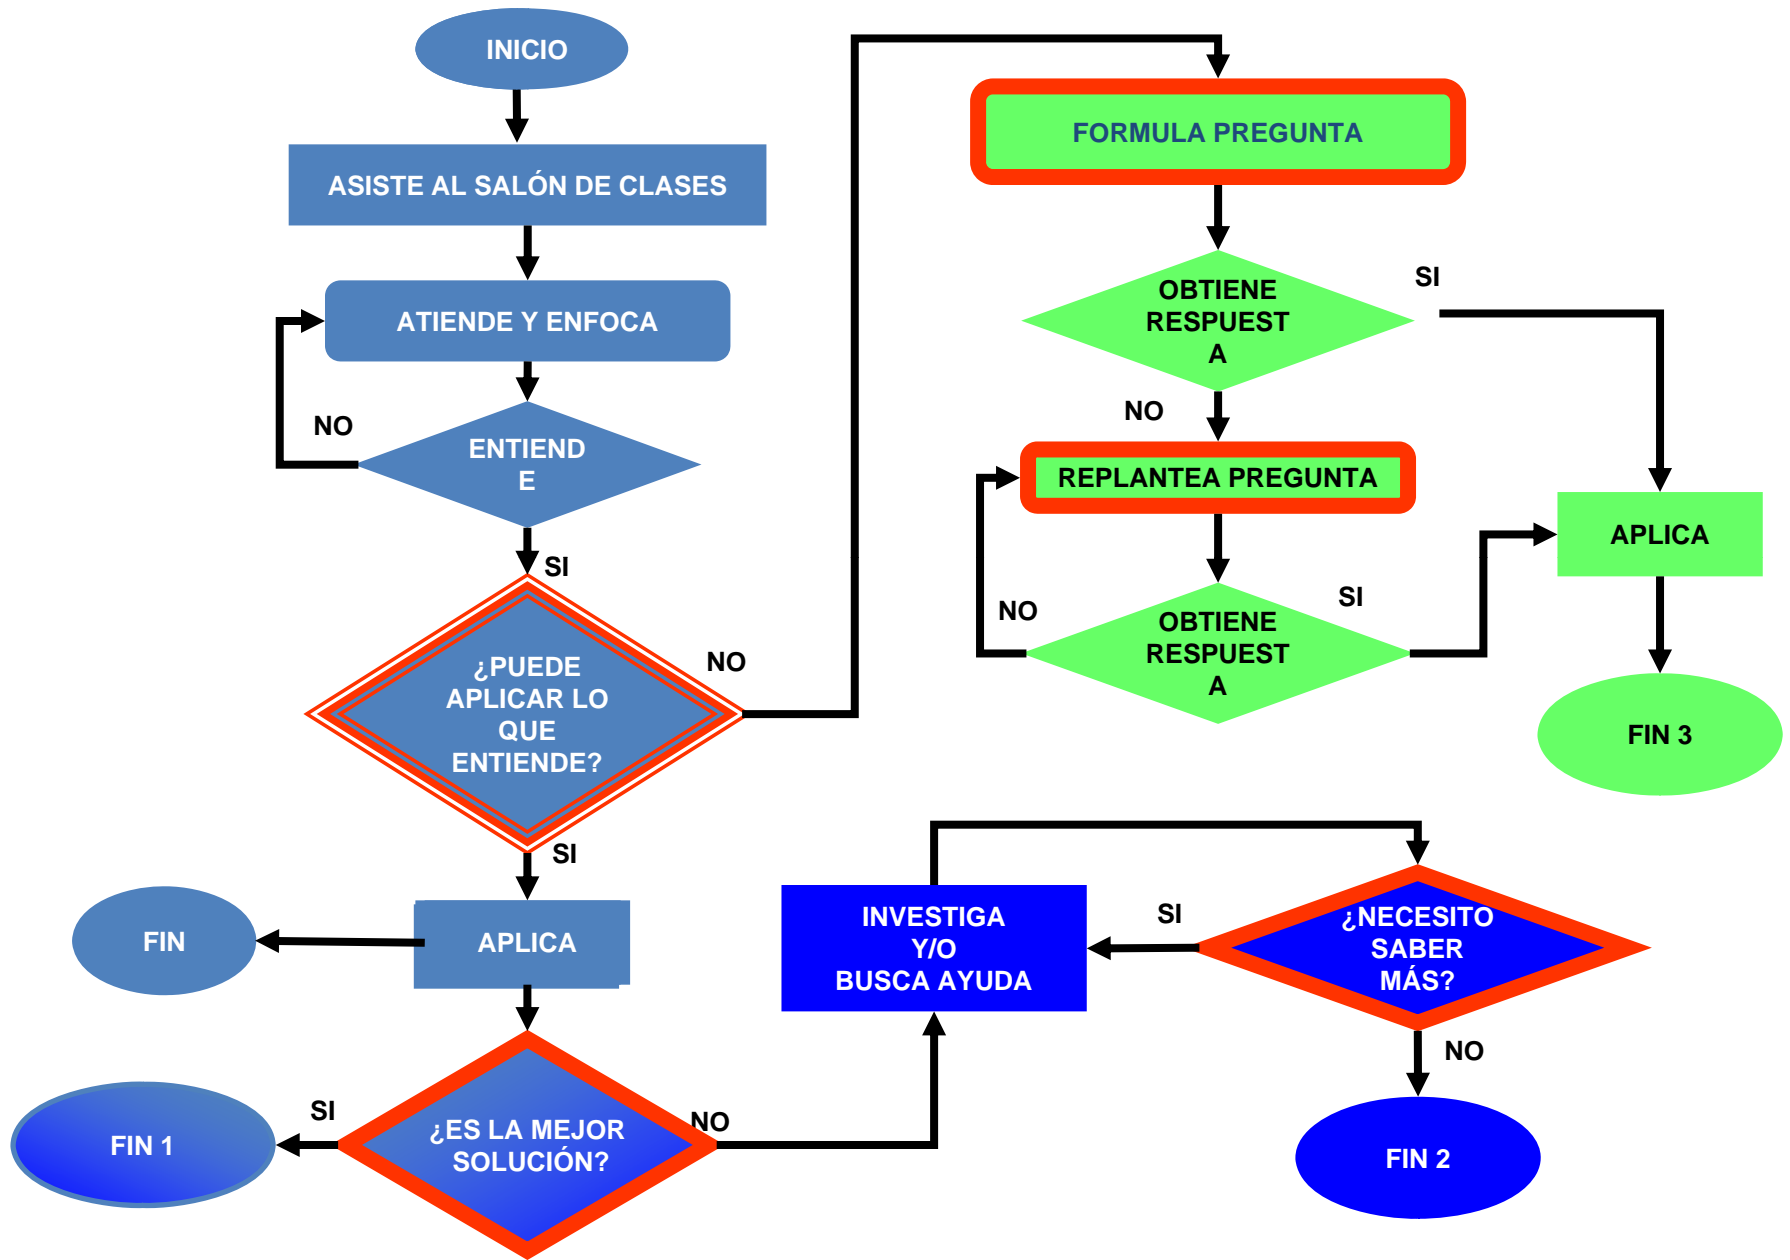 INICIO
ASISTE AL SALÓN DE CLASES
ATIENDE Y ENFOCA
NO
ENTIEND
E
SI
¿PUEDE
APLICAR LO
QUE
ENTIENDE?
NO
SI
FIN
APLICA
SI
FIN 1
¿ES LA MEJOR
SOLUCIÓN?
NO
FORMULA PREGUNTA
OBTIENE
RESPUEST
A
SI
NO
REPLANTEA PREGUNTA
APLICA
NO
OBTIENE
RESPUEST
A
SI
FIN 3
INVESTIGA
Y/O
BUSCA AYUDA
SI
¿NECESITO
SABER
MÁS?
NO
FIN 2